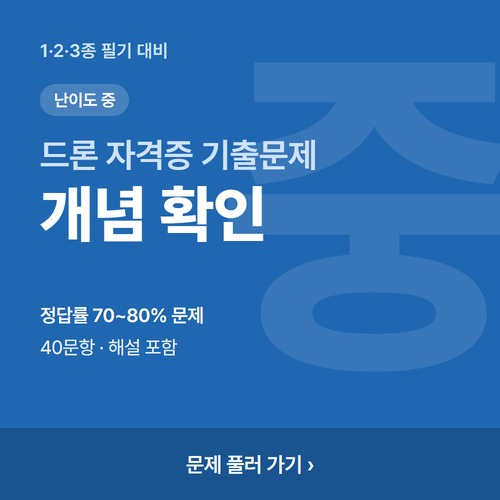 1·2·3종 필기 대비
난이도 중
드론 자격증 기출문제
개념 확인
중
정답률 70~80% 문제
40문항 · 해설 포함
문제 풀러 가기 ›